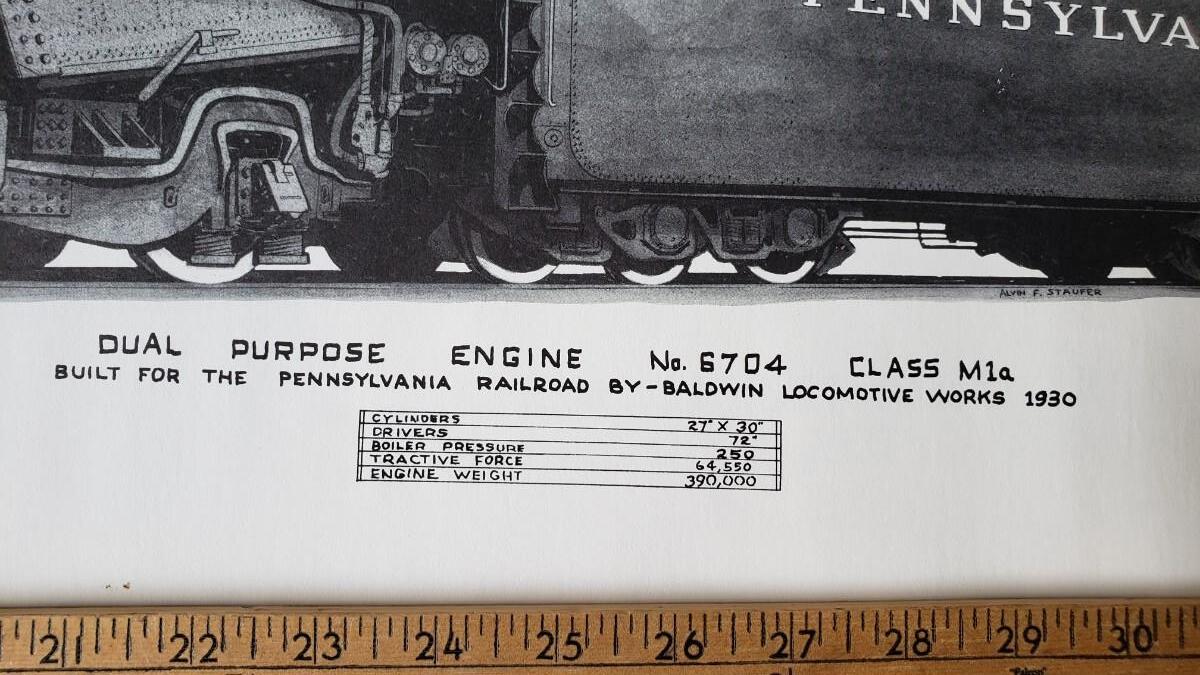 PENNSYLVA
ALVIN F. STAUFER
DUAL PURPOSE ENGINE No. 6704 CLASS M1a
BUILT FOR THE PENNSYLVANIA RAILROAD BY-BALDWIN LOCOMOTIVE WORKS 1930
CYLINDERS 27" X 30"
DRIVERS 72"
BOILER PRESSURE 250
TRACTIVE FORCE 64,550
ENGINE WEIGHT 390,000
21 22 23 24 25 26 27 28 29 30